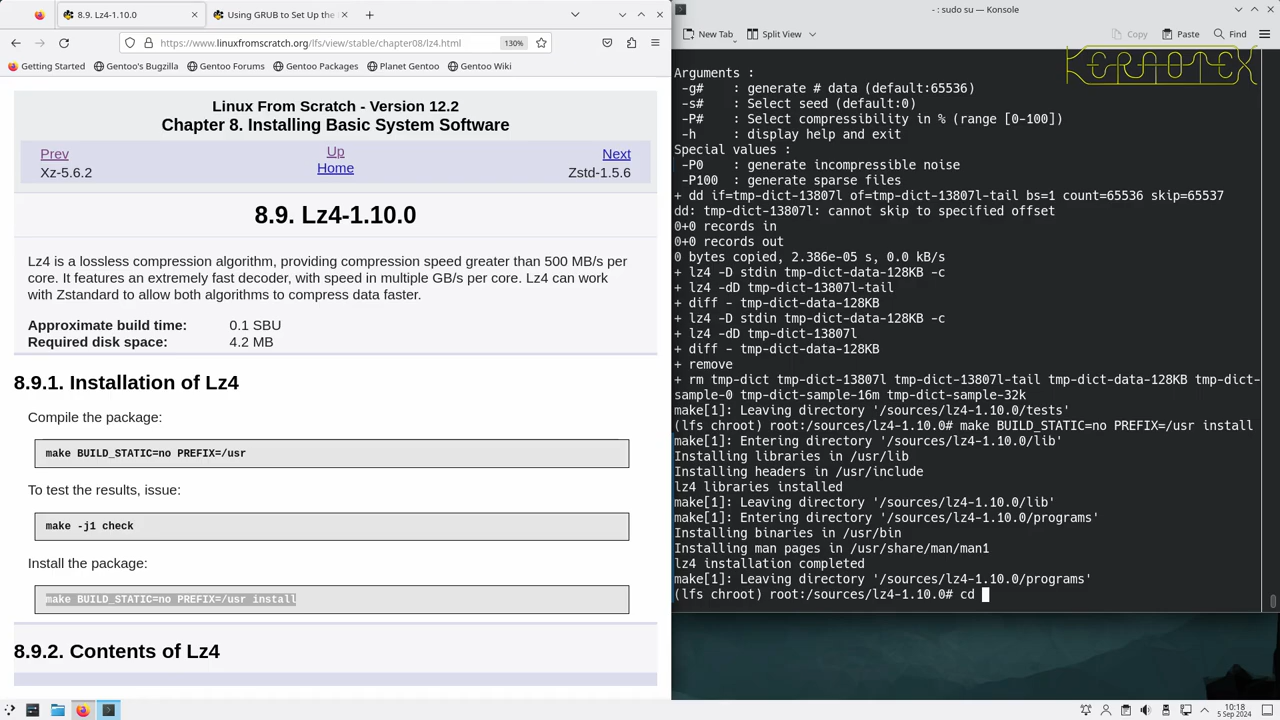 8.9. Lz4-1.10.0
Using GRUB to Set Up the
https://www.linuxfromscratch.org/lfs/view/stable/chapter08/lz4.html
130%
Getting Started
Gentoo's Bugzilla
Gentoo Forums
Gentoo Packages
Planet Gentoo
Gentoo Wiki
Linux From Scratch - Version 12.2
Chapter 8. Installing Basic System Software
Prev
Up
Next
Xz-5.6.2
Home
Zstd-1.5.6
8.9. Lz4-1.10.0
Lz4 is a lossless compression algorithm, providing compression speed greater than 500 MB/s per
core. It features an extremely fast decoder, with speed in multiple GB/s per core. Lz4 can work
with Zstandard to allow both algorithms to compress data faster.
Approximate build time: 0.1 SBU
Required disk space: 4.2 MB
8.9.1. Installation of Lz4
Compile the package:
make BUILD_STATIC=no PREFIX=/usr
To test the results, issue:
make -j1 check
Install the package:
make BUILD_STATIC=no PREFIX=/usr install
8.9.2. Contents of Lz4
- : sudo su — Konsole
New Tab
Split View
Copy
Paste
Find
KERNOTEX
Arguments :
-g# : generate # data (default:65536)
-s# : Select seed (default:0)
-P# : Select compressibility in % (range [0-100])
-h : display help and exit
Special values :
-P0 : generate incompressible noise
-P100 : generate sparse files
+ dd if=tmp-dict-13807l of=tmp-dict-13807l-tail bs=1 count=65536 skip=65537
dd: tmp-dict-13807l: cannot skip to specified offset
0+0 records in
0+0 records out
0 bytes copied, 2.386e-05 s, 0.0 kB/s
+ lz4 -D stdin tmp-dict-data-128KB -c
+ lz4 -dD tmp-dict-13807l-tail
+ diff - tmp-dict-data-128KB
+ lz4 -D stdin tmp-dict-data-128KB -c
+ lz4 -dD tmp-dict-13807l
+ diff - tmp-dict-data-128KB
+ remove
+ rm tmp-dict tmp-dict-13807l tmp-dict-13807l-tail tmp-dict-data-128KB tmp-dict-
sample-0 tmp-dict-sample-16m tmp-dict-sample-32k
make[1]: Leaving directory '/sources/lz4-1.10.0/tests'
(lfs chroot) root:/sources/lz4-1.10.0# make BUILD_STATIC=no PREFIX=/usr install
make[1]: Entering directory '/sources/lz4-1.10.0/lib'
Installing libraries in /usr/lib
Installing headers in /usr/include
lz4 libraries installed
make[1]: Leaving directory '/sources/lz4-1.10.0/lib'
make[1]: Entering directory '/sources/lz4-1.10.0/programs'
Installing binaries in /usr/bin
Installing man pages in /usr/share/man/man1
lz4 installation completed
make[1]: Leaving directory '/sources/lz4-1.10.0/programs'
(lfs chroot) root:/sources/lz4-1.10.0# cd
10:18
5 Sep 2024